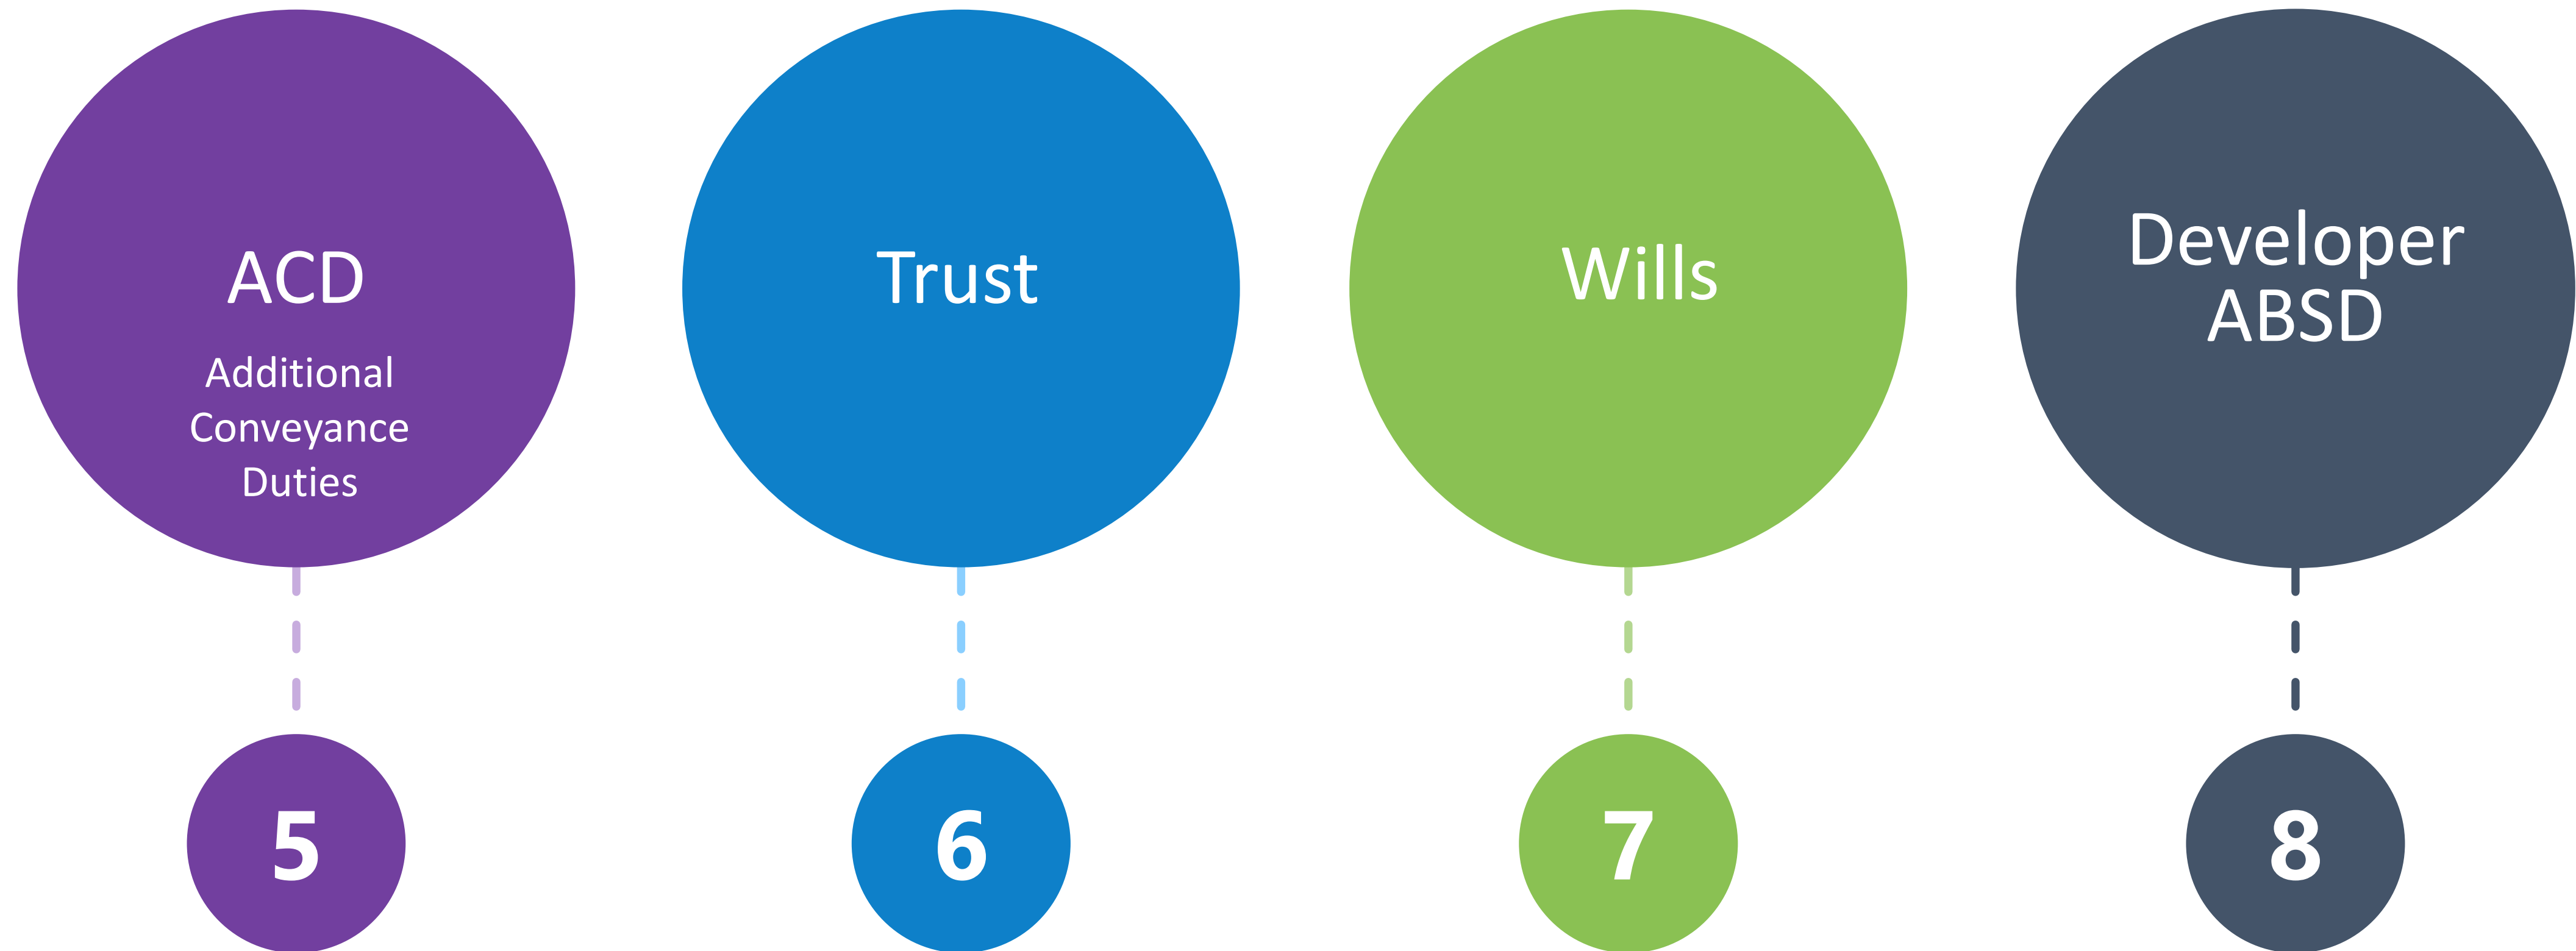 ACD
Additional
Conveyance
Duties
5
Trust
6
Wills
7
Developer
ABSD
8